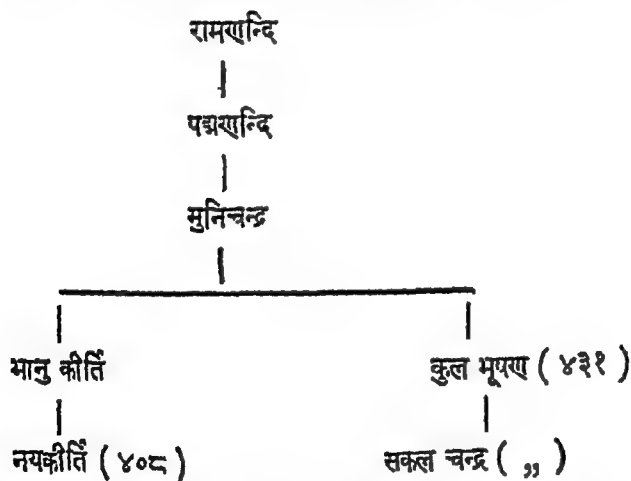 रामणन्दि
पद्मणन्दि
मुनिचन्द्र
भानु कीर्ति
कुल भूषण ( ४३१ )
नयकीर्ति ( ४०८ )
सकल चन्द्र ( ,, )